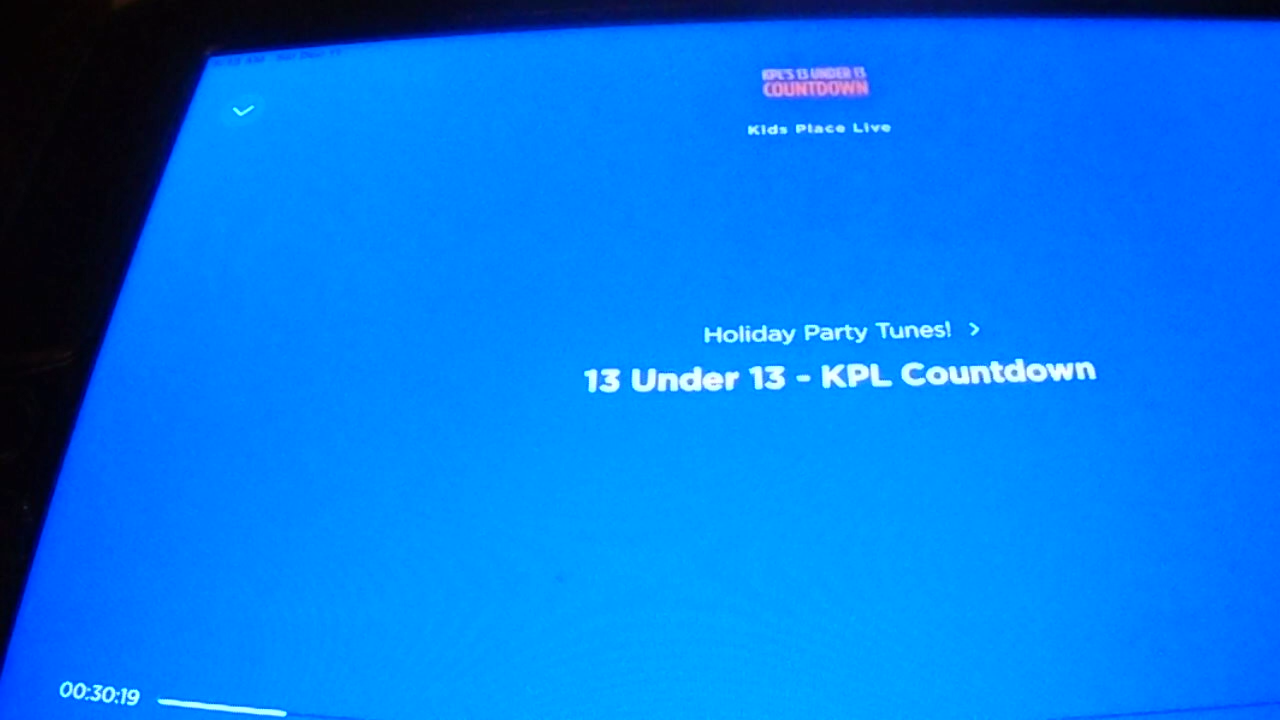 KPL'S 13 UNDER 13
COUNTDOWN
Kids Place Live
Holiday Party Tunes!
13 Under 13 - KPL Countdown
00:30:19